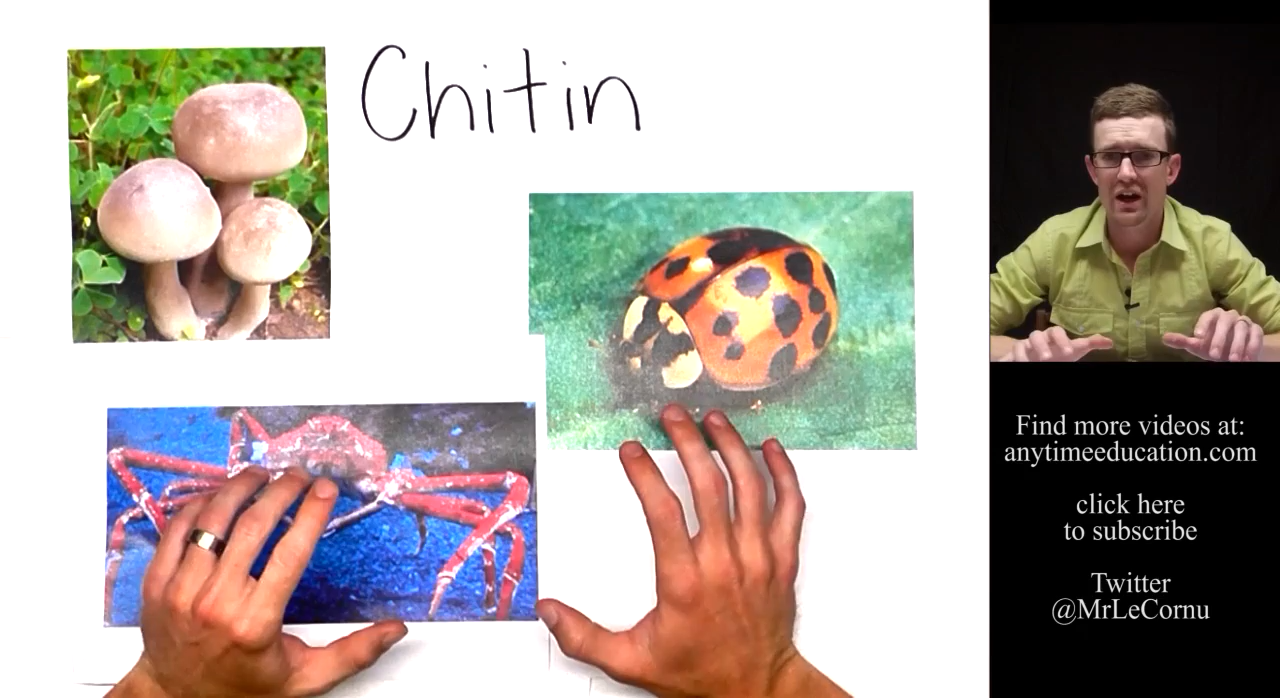 Chitin
Find more videos at:
anytimeeducation.com
click here
to subscribe
Twitter
@MrLeCornu